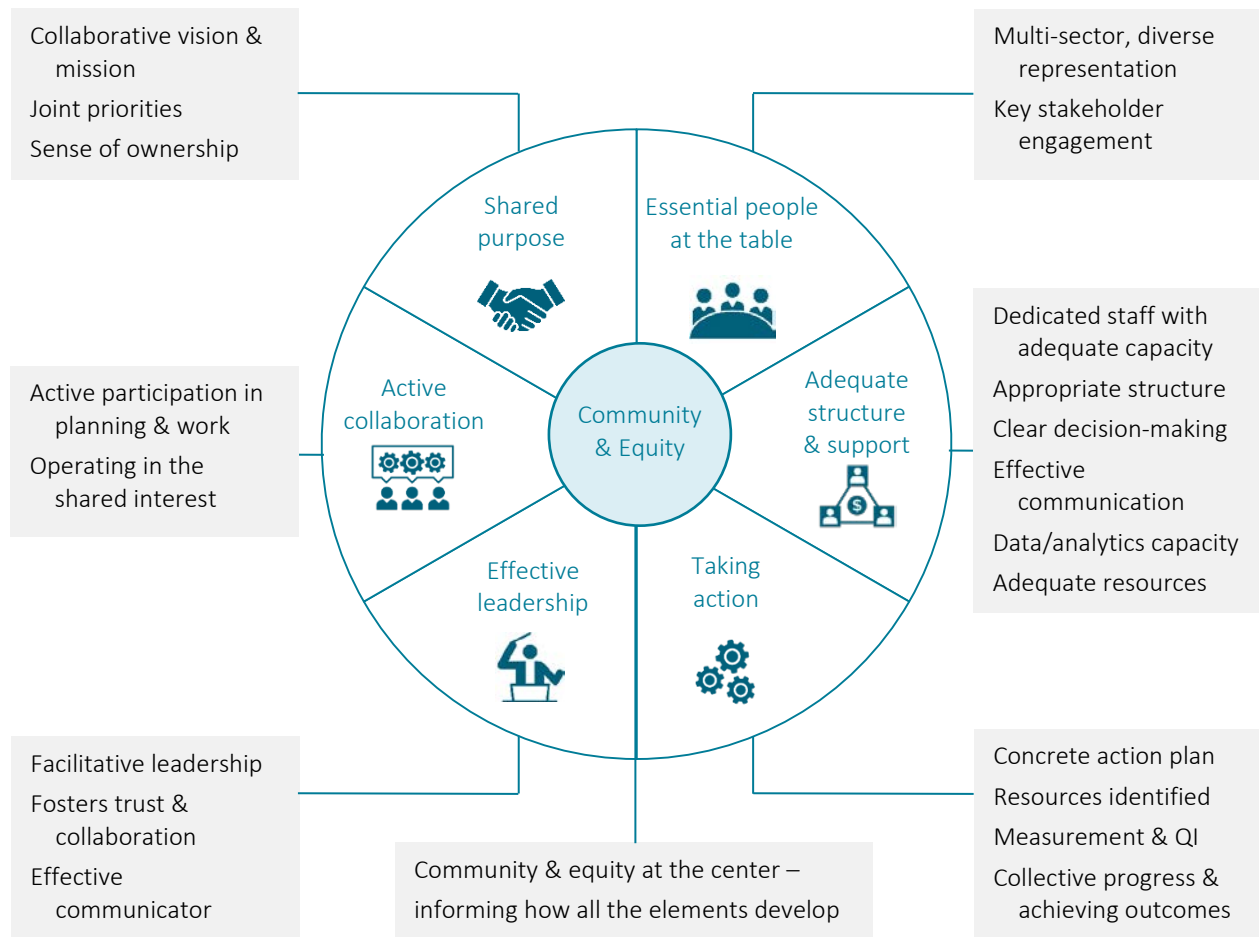 Collaborative vision &
mission
Joint priorities
Sense of ownership
Multi-sector, diverse
representation
Key stakeholder
engagement
Shared
purpose
Essential people
at the table
Active participation in
planning & work
Operating in the
shared interest
Active
collaboration
Community
& Equity
Adequate
structure
& support
$
Dedicated staff with
adequate capacity
Appropriate structure
Clear decision-making
Effective
communication
Data/analytics capacity
Adequate resources
Effective
leadership
Taking
action
Facilitative leadership
Fosters trust &
collaboration
Effective
communicator
Community & equity at the center –
informing how all the elements develop
Concrete action plan
Resources identified
Measurement & QI
Collective progress &
achieving outcomes